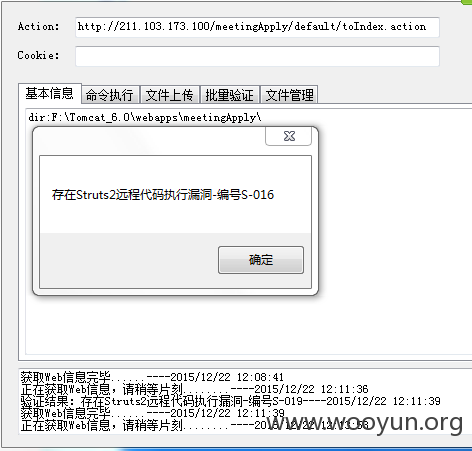 Action: http://211.103.173.100/meetingApply/default/toIndex.action
Cookie:
基本信息 命令执行 文件上传 批量验证 文件管理
dir:F:\Tomcat_6.0\webapps\meetingApply\
存在Struts2远程代码执行漏洞-编号S-016
确定
获取Web信息完毕......----2015/12/22 12:08:41
正在获取Web信息，请稍等片刻........----2015/12/22 12:11:36
验证结果：存在Struts2远程代码执行漏洞-编号S-019----2015/12/22 12:11:39
获取Web信息完毕......----2015/12/22 12:11:39
正在获取Web信息，请稍等片刻........----2015/12/22 12:13:53
www.wooyun.org